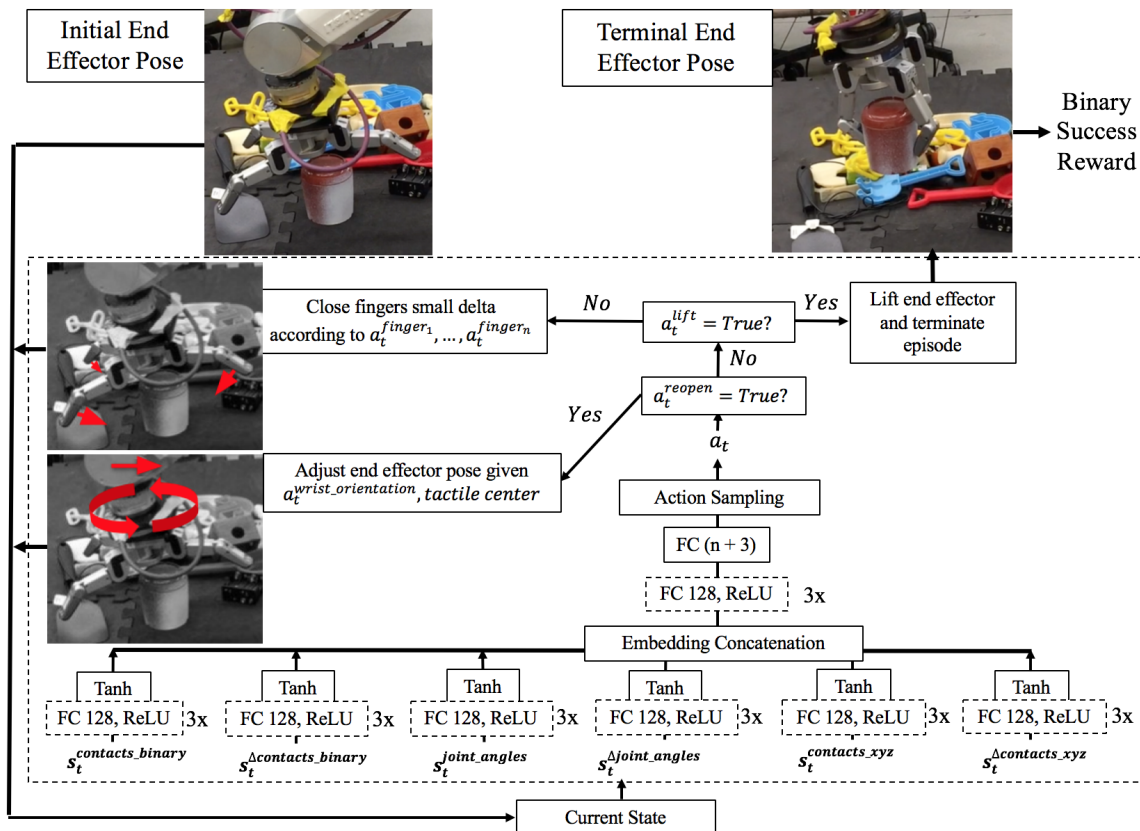 Initial End
Effector Pose
Terminal End
Effector Pose
Binary
Success
Reward
Close fingers small delta
according to a_t^{finger_1}, ..., a_t^{finger_n}
No
a_t^{lift} = True?
Yes
Lift end effector
and terminate
episode
No
a_t^{reopen} = True?
Yes
a_t
Adjust end effector pose given
a_t^{wrist_orientation}, tactile center
Action Sampling
FC (n + 3)
FC 128, ReLU 3x
Embedding Concatenation
Tanh Tanh Tanh Tanh Tanh Tanh
FC 128, ReLU 3x FC 128, ReLU 3x FC 128, ReLU 3x FC 128, ReLU 3x FC 128, ReLU 3x FC 128, ReLU 3x
s_t^{contacts_binary} s_t^{Δcontacts_binary} s_t^{joint_angles} s_t^{Δjoint_angles} s_t^{contacts_xyz} s_t^{Δcontacts_xyz}
Current State